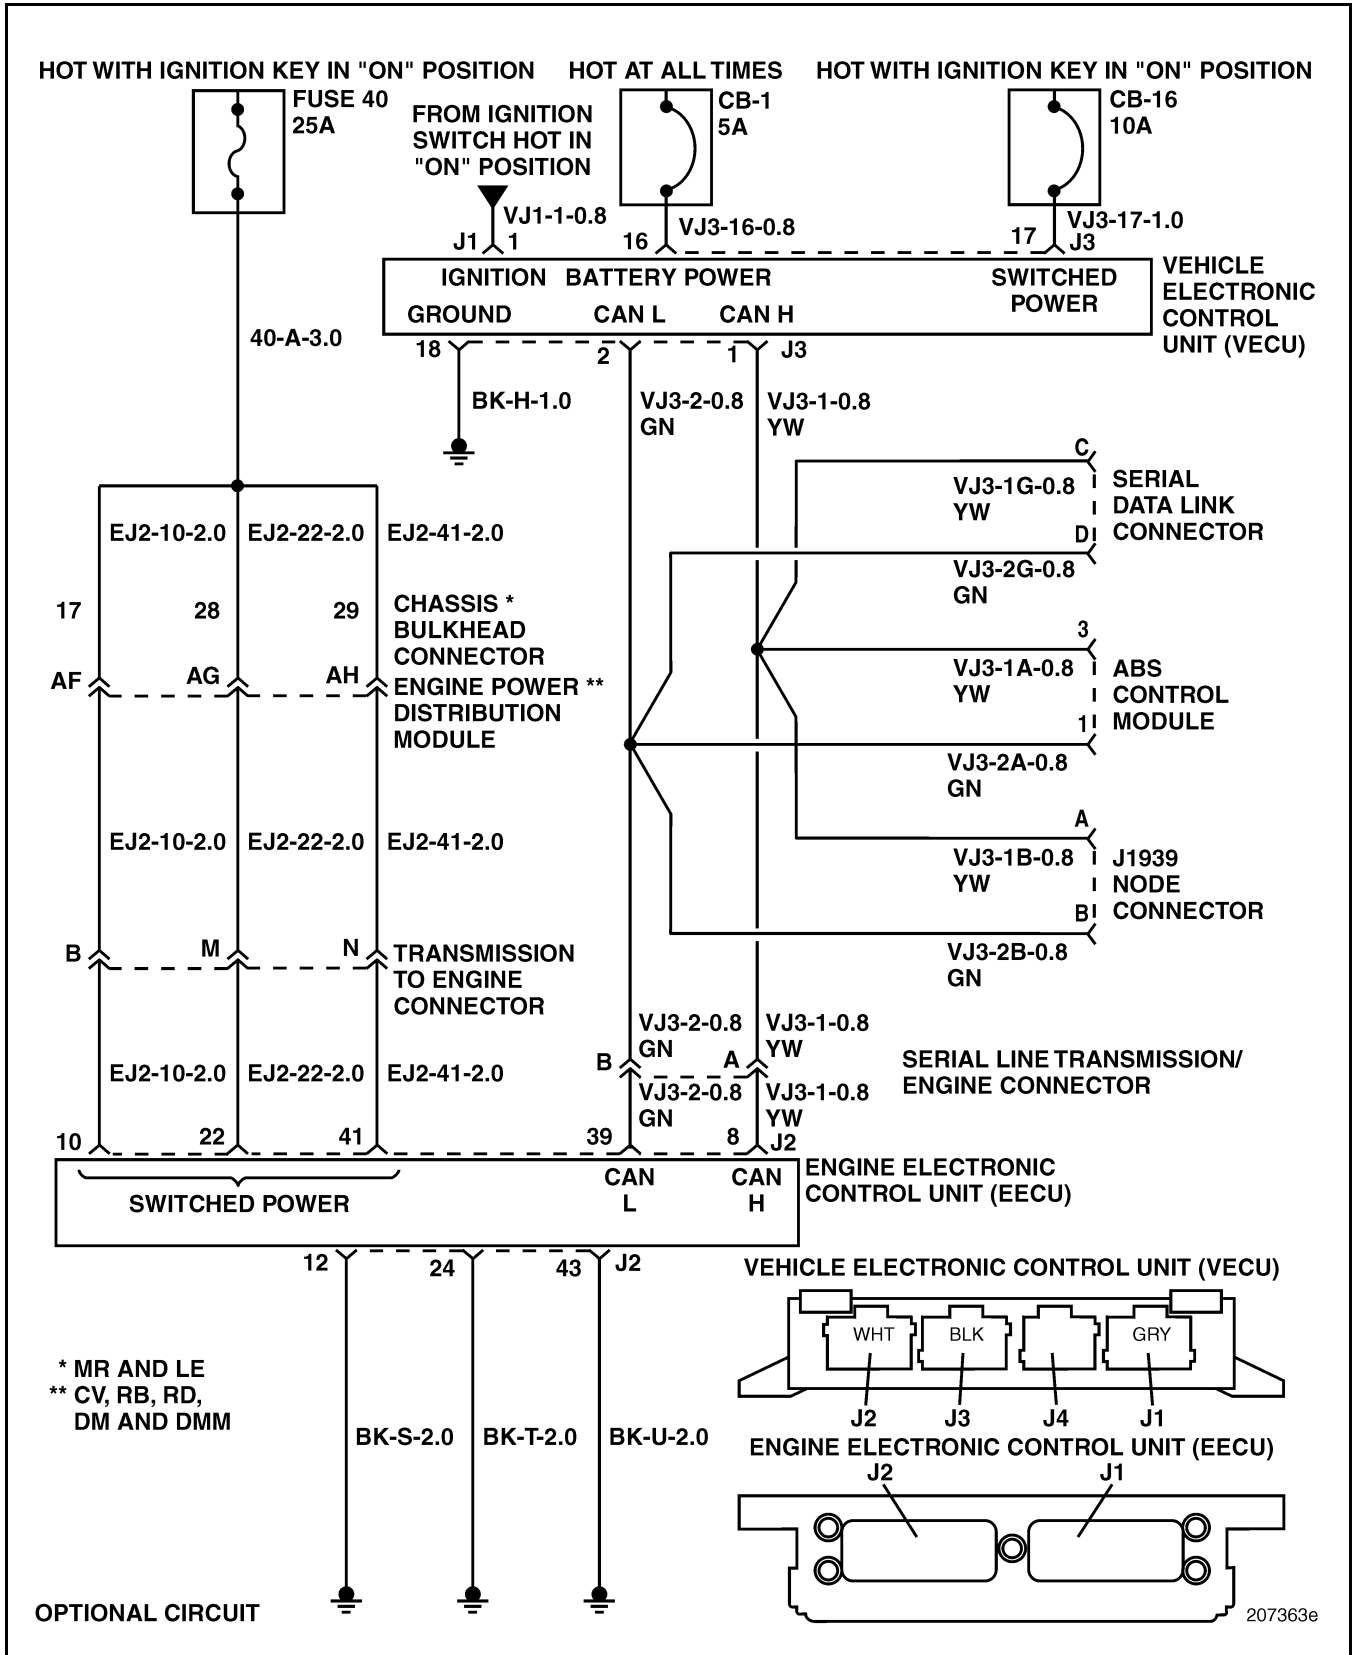 HOT WITH IGNITION KEY IN "ON" POSITION
HOT AT ALL TIMES
HOT WITH IGNITION KEY IN "ON" POSITION
FUSE 40
25A
FROM IGNITION
SWITCH HOT IN
"ON" POSITION
CB-1
5A
CB-16
10A
VJ1-1-0.8
VJ3-16-0.8
VJ3-17-1.0
J1 1
16
17 J3
IGNITION BATTERY POWER
SWITCHED
POWER
GROUND
CAN L
CAN H
VEHICLE
ELECTRONIC
CONTROL
UNIT (VECU)
18
2
1
J3
40-A-3.0
BK-H-1.0
VJ3-2-0.8
GN
VJ3-1-0.8
YW
C
VJ3-1G-0.8
YW
SERIAL
DATA LINK
CONNECTOR
D
VJ3-2G-0.8
GN
EJ2-10-2.0
EJ2-22-2.0
EJ2-41-2.0
17
28
29
CHASSIS *
BULKHEAD
CONNECTOR
AF
AG
AH
ENGINE POWER **
DISTRIBUTION
MODULE
3
VJ3-1A-0.8
YW
ABS
CONTROL
MODULE
1
VJ3-2A-0.8
GN
EJ2-10-2.0
EJ2-22-2.0
EJ2-41-2.0
A
VJ3-1B-0.8
YW
J1939
NODE
CONNECTOR
B
VJ3-2B-0.8
GN
B
M
N
TRANSMISSION
TO ENGINE
CONNECTOR
VJ3-2-0.8
GN
VJ3-1-0.8
YW
B
A
SERIAL LINE TRANSMISSION/
ENGINE CONNECTOR
EJ2-10-2.0
EJ2-22-2.0
EJ2-41-2.0
VJ3-2-0.8
GN
VJ3-1-0.8
YW
10
22
41
39
8
J2
SWITCHED POWER
CAN
L
CAN
H
ENGINE ELECTRONIC
CONTROL UNIT (EECU)
12
24
43
J2
VEHICLE ELECTRONIC CONTROL UNIT (VECU)
WHT
BLK
GRY
J2
J3
J4
J1
* MR AND LE
** CV, RB, RD,
DM AND DMM
BK-S-2.0
BK-T-2.0
BK-U-2.0
ENGINE ELECTRONIC CONTROL UNIT (EECU)
J2
J1
OPTIONAL CIRCUIT
207363e